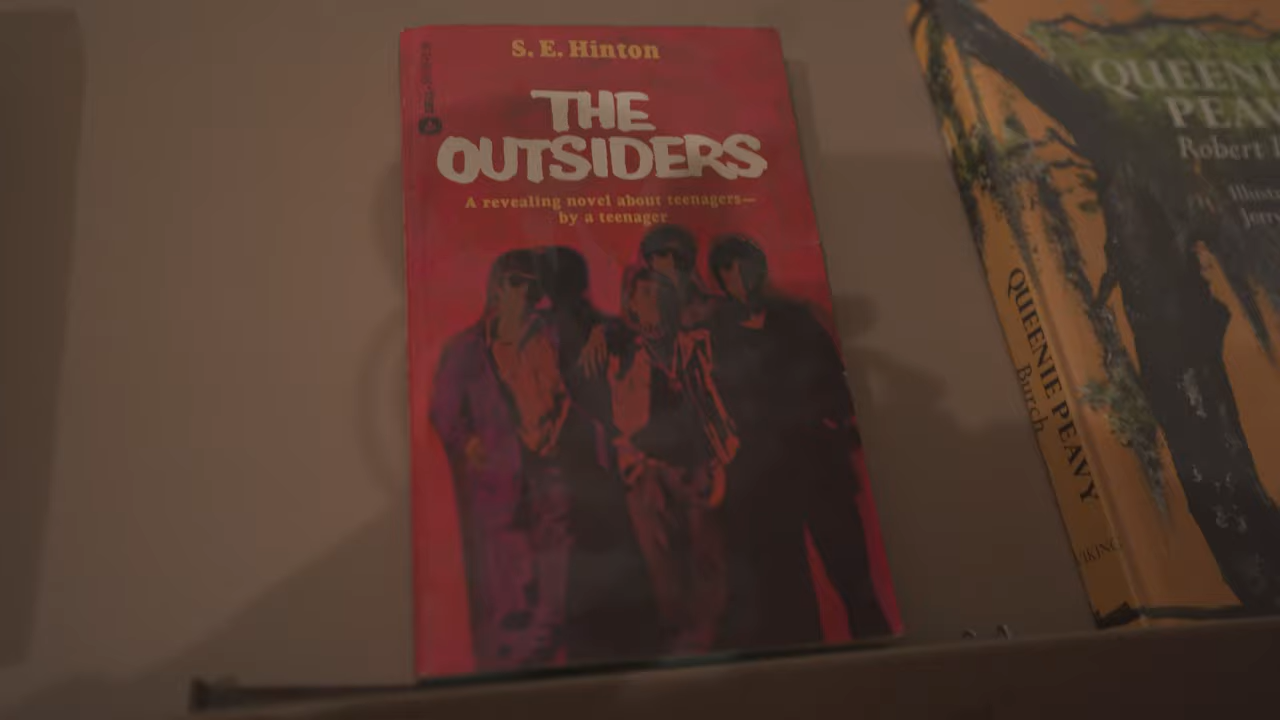 S. E. Hinton
THE
OUTSIDERS
A revealing novel about teenagers—
by a teenager
QUEENIE
PEAVY
Robert
QUEENIE PEAVY
Burch